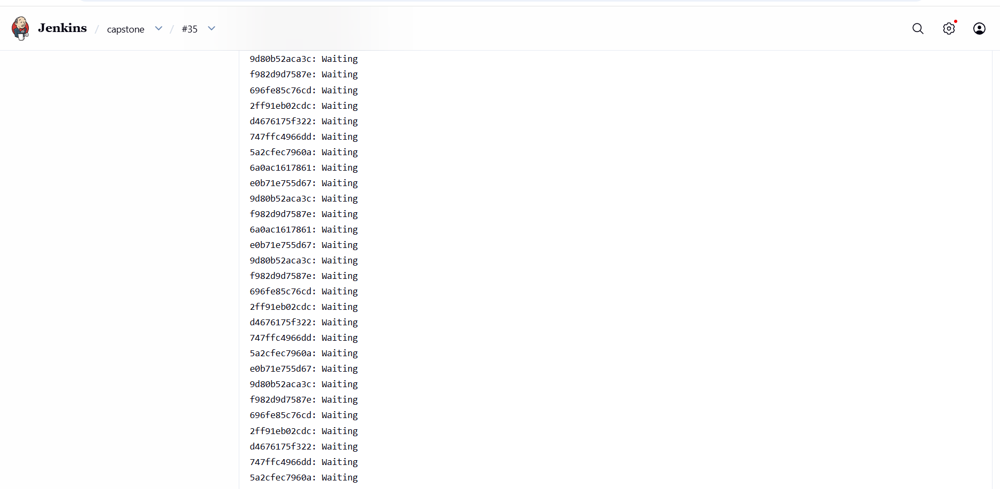 Jenkins / capstone / #35
9d80b52aca3c: Waiting
f982d9d7587e: Waiting
696fe85c76cd: Waiting
2ff91eb02cdc: Waiting
d4676175f322: Waiting
747ffc4966dd: Waiting
5a2cfec7960a: Waiting
6a0ac1617861: Waiting
e0b71e755d67: Waiting
9d80b52aca3c: Waiting
f982d9d7587e: Waiting
6a0ac1617861: Waiting
e0b71e755d67: Waiting
9d80b52aca3c: Waiting
f982d9d7587e: Waiting
696fe85c76cd: Waiting
2ff91eb02cdc: Waiting
d4676175f322: Waiting
747ffc4966dd: Waiting
5a2cfec7960a: Waiting
e0b71e755d67: Waiting
9d80b52aca3c: Waiting
f982d9d7587e: Waiting
696fe85c76cd: Waiting
2ff91eb02cdc: Waiting
d4676175f322: Waiting
747ffc4966dd: Waiting
5a2cfec7960a: Waiting